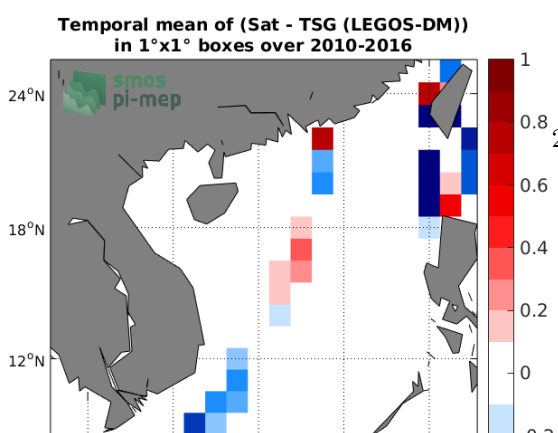 Temporal mean of (Sat - TSG (LEGOS-DM))
in 1°x1° boxes over 2010-2016
smos
pi-mep
24°N
18°N
12°N
1
0.8
0.6
0.4
0.2
0